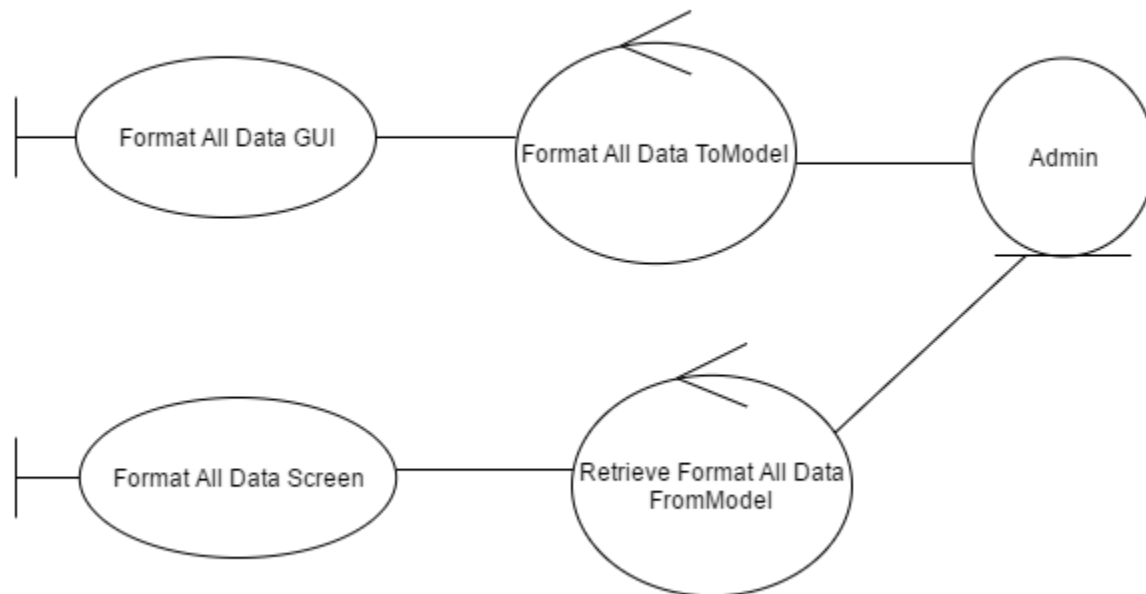 Format All Data GUI
Format All Data ToModel
Admin
Format All Data Screen
Retrieve Format All Data
FromModel